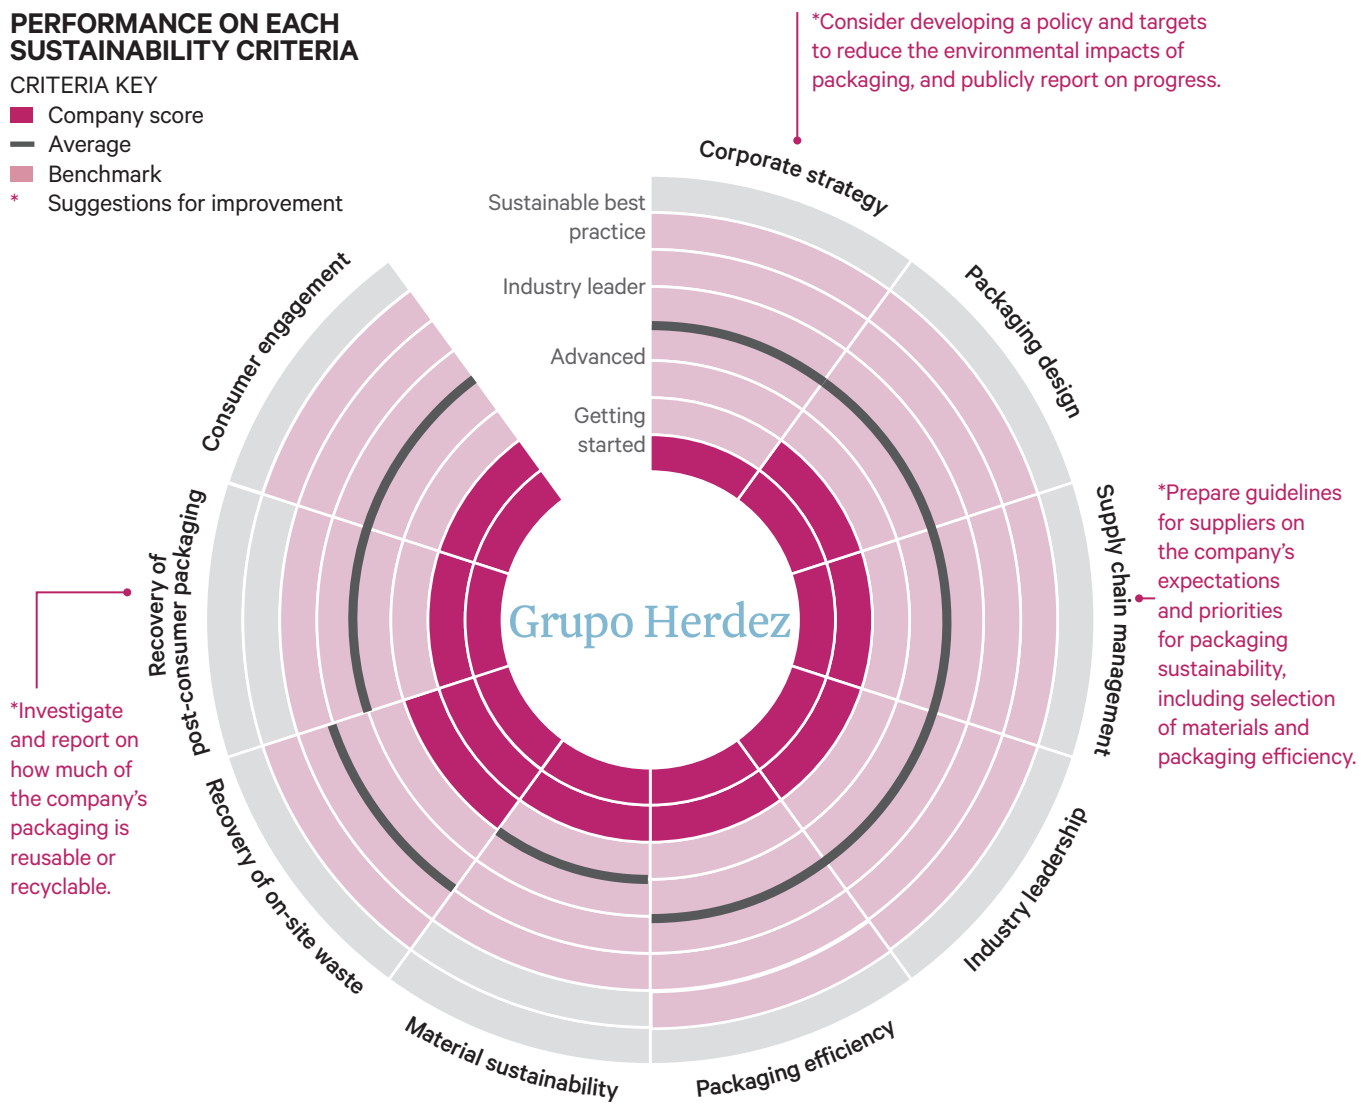 PERFORMANCE ON EACH
SUSTAINABILITY CRITERIA
CRITERIA KEY
Company score
Average
Benchmark
* Suggestions for improvement
*Consider developing a policy and targets
to reduce the environmental impacts of
packaging, and publicly report on progress.
Corporate strategy
Packaging design
Supply chain management
Industry leadership
Packaging efficiency
Material sustainability
Recovery of on-site waste
Recovery of
post-consumer packaging
Consumer engagement
Sustainable best
practice
Industry leader
Advanced
Getting
started
Grupo Herdez
*Prepare guidelines
for suppliers on
the company’s
expectations
and priorities
for packaging
sustainability,
including selection
of materials and
packaging efficiency.
*Investigate
and report on
how much of
the company’s
packaging is
reusable or
recyclable.